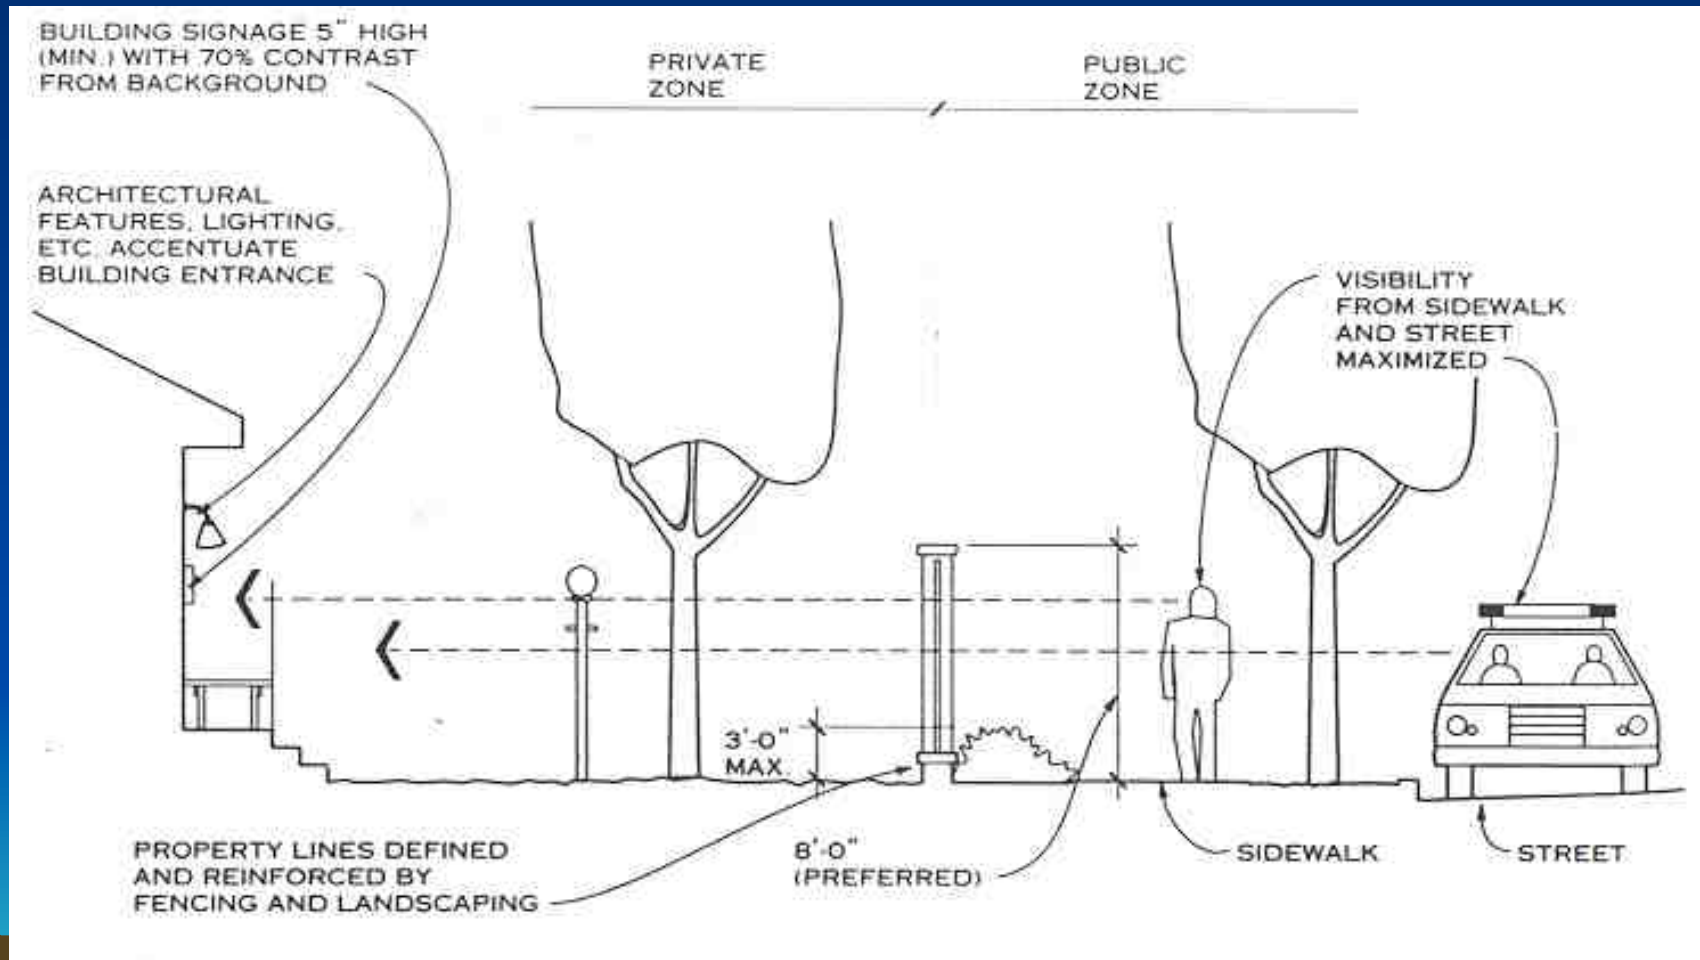 BUILDING SIGNAGE 5" HIGH
(MIN.) WITH 70% CONTRAST
FROM BACKGROUND
PRIVATE
ZONE
PUBLIC
ZONE
ARCHITECTURAL
FEATURES, LIGHTING,
ETC. ACCENTUATE
BUILDING ENTRANCE
VISIBILITY
FROM SIDEWALK
AND STREET
MAXIMIZED
3'-0"
MAX.
PROPERTY LINES DEFINED
AND REINFORCED BY
FENCING AND LANDSCAPING
8'-0"
(PREFERRED)
SIDEWALK
STREET